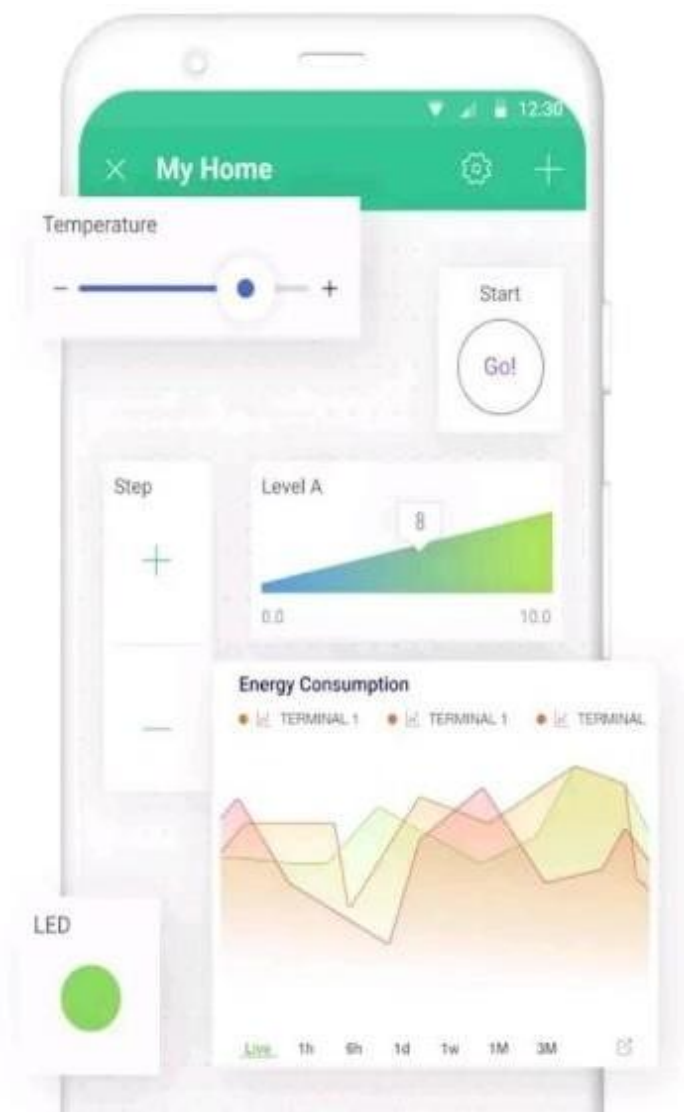 12:30
My Home
Temperature
- +
Start
Go!
Step
+
-
Level A
8
0.0 10.0
Energy Consumption
TERMINAL 1 TERMINAL 1 TERMINAL
Live 1h 6h 1d 1w 1M 3M
LED